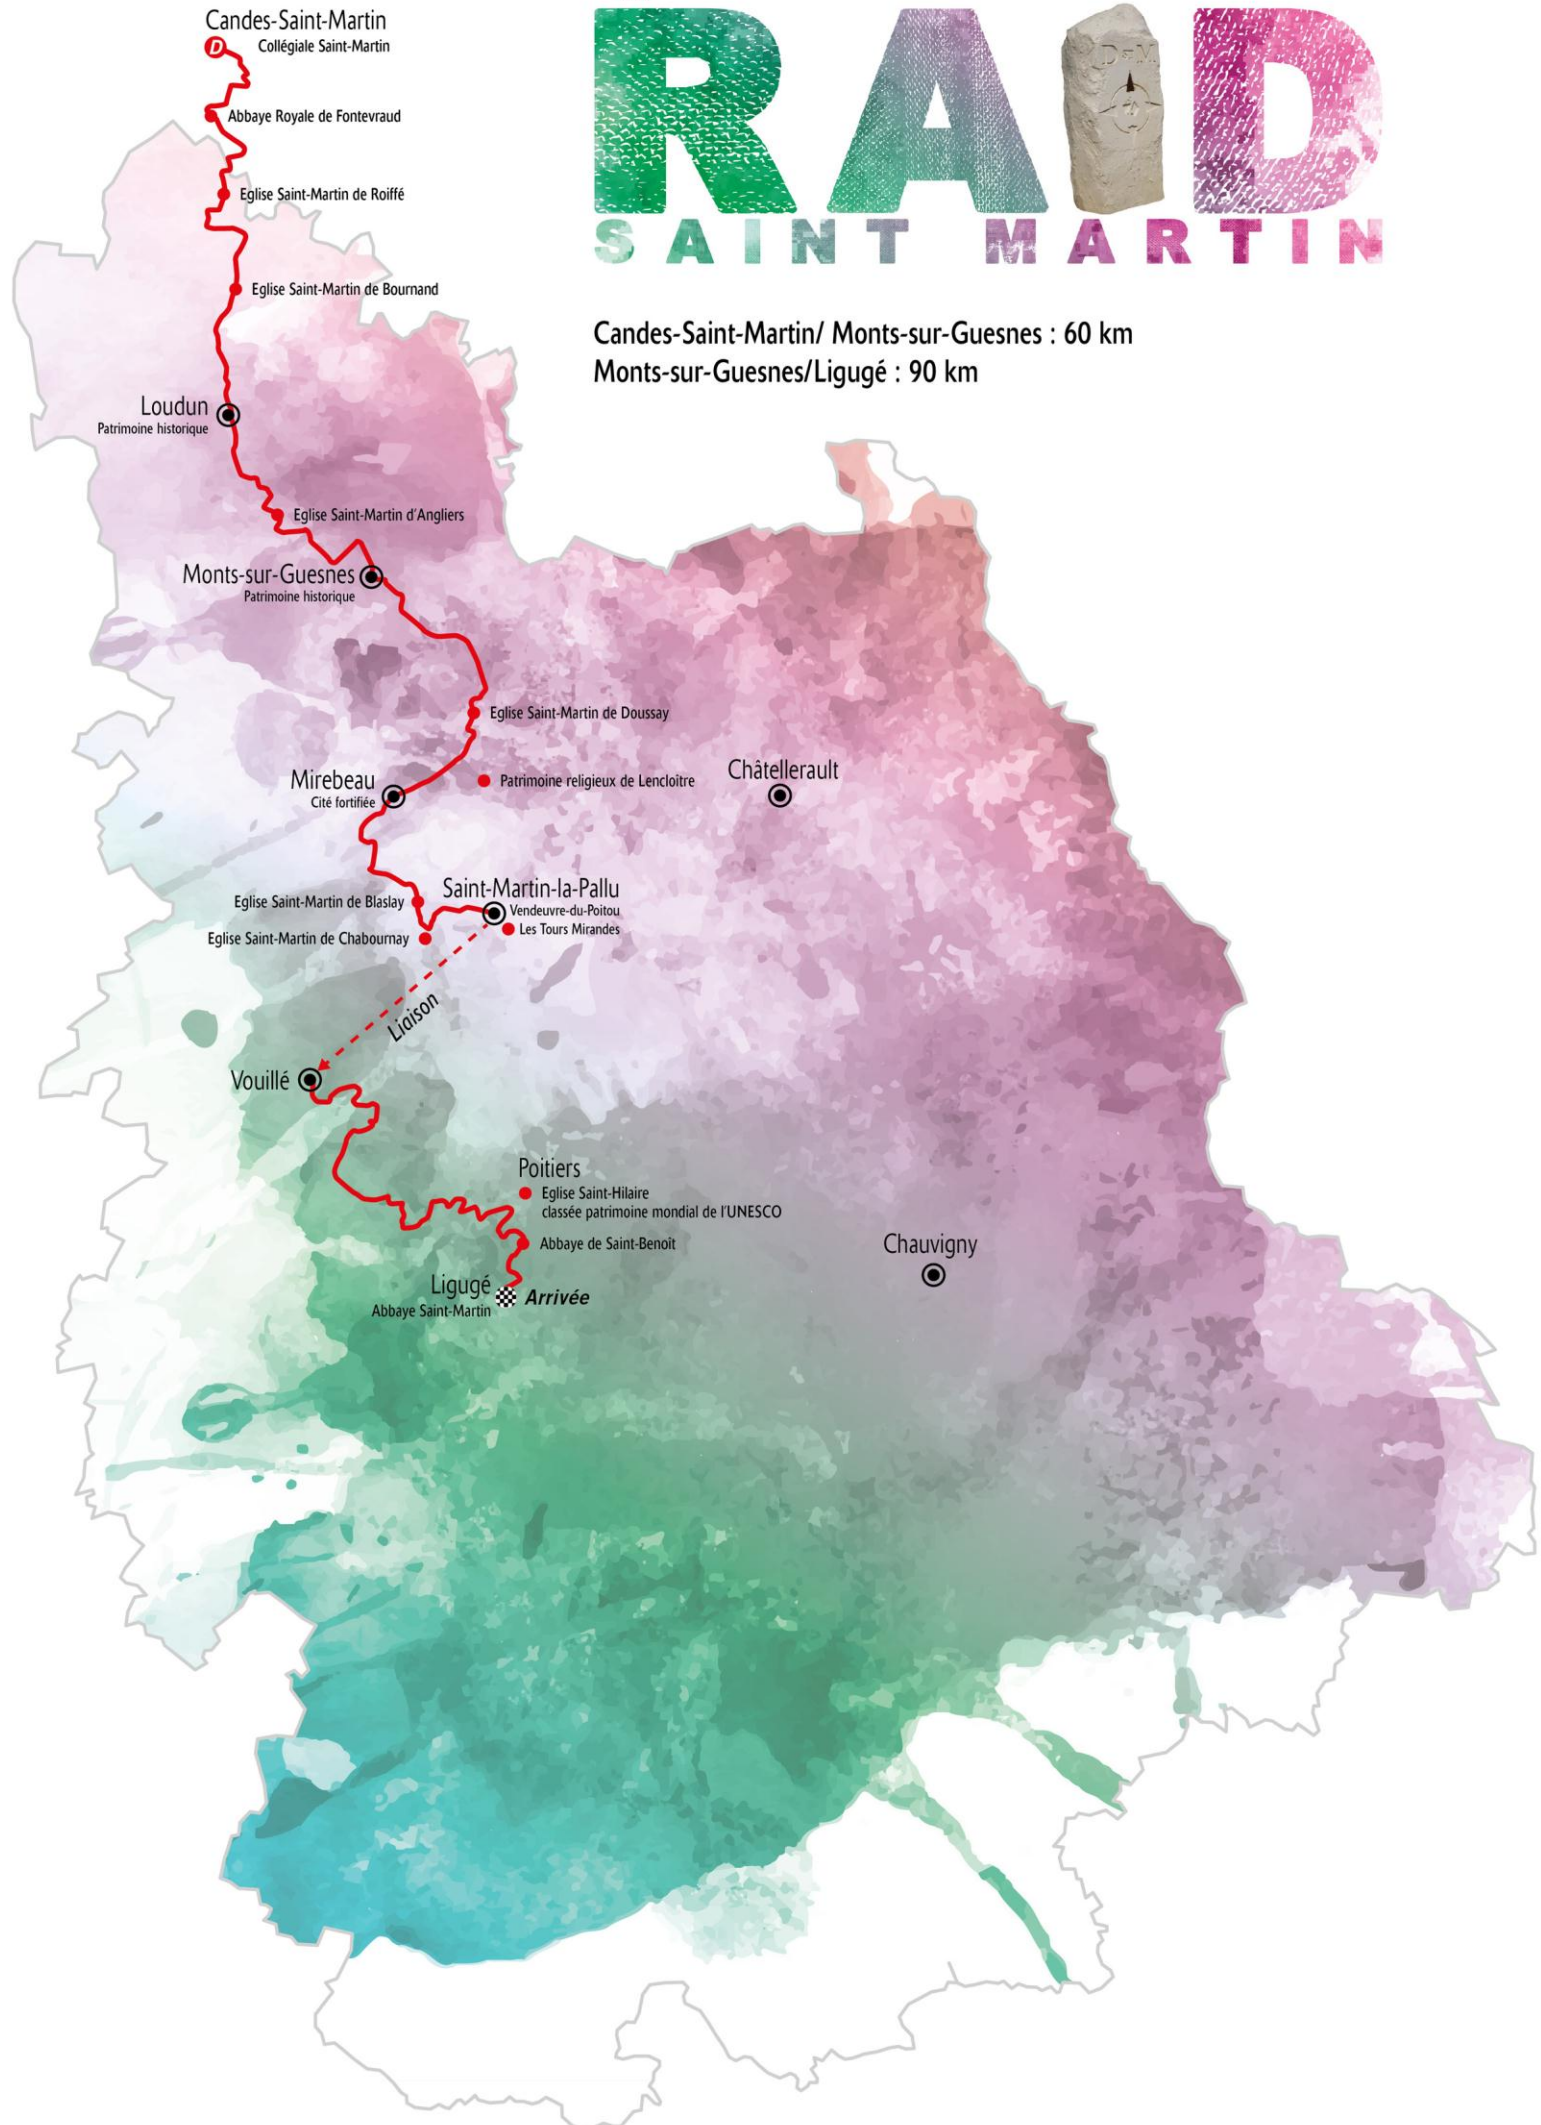 Candes-Saint-Martin
D
Collégiale Saint-Martin
Abbaye Royale de Fontevraud
Eglise Saint-Martin de Roiffé
Eglise Saint-Martin de Bournand
RAID
D M
SAINT MARTIN
Candes-Saint-Martin/ Monts-sur-Guesnes : 60 km
Monts-sur-Guesnes/Ligugé : 90 km
Loudun
Patrimoine historique
Eglise Saint-Martin d'Angliers
Monts-sur-Guesnes
Patrimoine historique
Eglise Saint-Martin de Doussay
Patrimoine religieux de Lencloître
Mirebeau
Cité fortifiée
Châtellerault
Eglise Saint-Martin de Blaslay
Saint-Martin-la-Pallu
Vendeuvre-du-Poitou
Les Tours Mirandes
Eglise Saint-Martin de Chabournay
Liaison
Vouillé
Poitiers
Eglise Saint-Hilaire
classée patrimoine mondial de l'UNESCO
Abbaye de Saint-Benoît
Chauvigny
Ligugé
Abbaye Saint-Martin
Arrivée